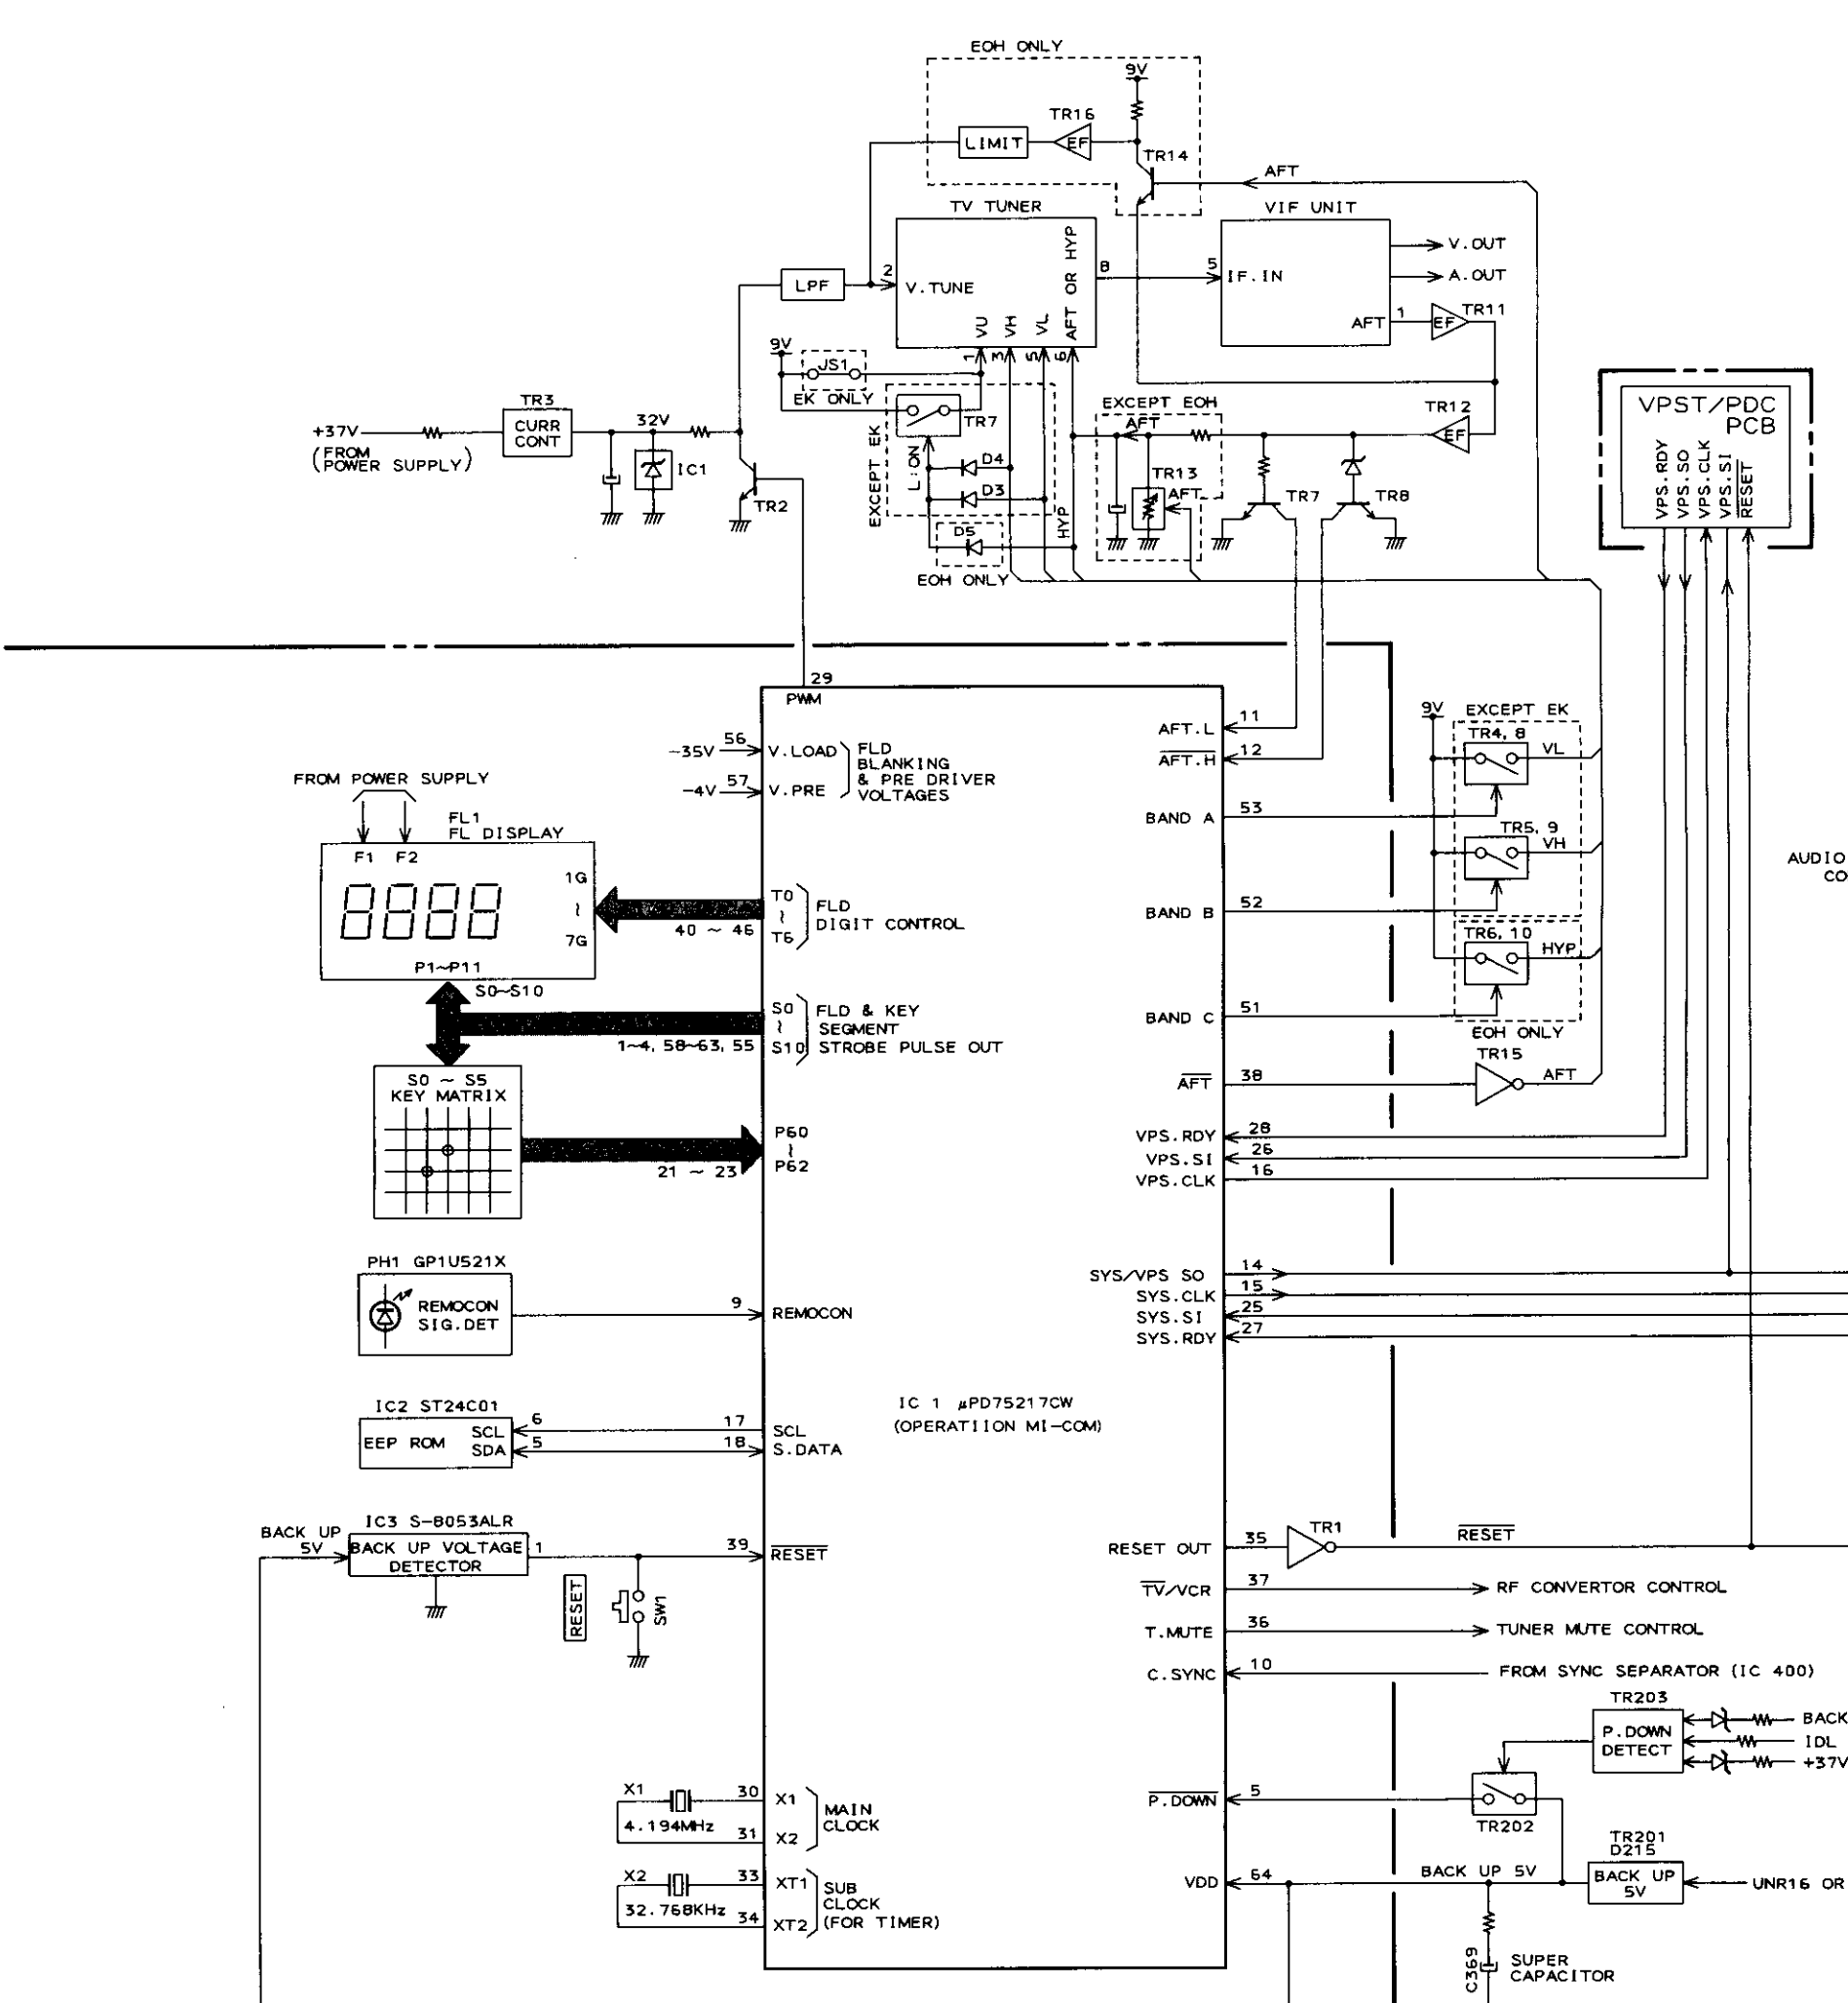 EOH ONLY
9V
TR16
LIMIT
EF
TR14
AFT
TV TUNER
VIF UNIT
V.OUT
LPF
2
V.TUNE
AFT OR HYP
8
5
IF.IN
A.OUT
VU
VH
VL
AFT
1
EF
TR11
9V
1
3
5
6
JS1
EK ONLY
EXCEPT EOH
AFT
TR12
EF
VPST/PDC
PCB
VPS.RDY
VPS.SO
VPS.CLK
VPS.SI
RESET
TR3
CURR
CONT
32V
+37V
(FROM
POWER SUPPLY)
IC1
TR2
EXCEPT EK
TR7
L:ON
D4
D3
HYP
TR13
AFT
TR7
TR8
D5
EOH ONLY
29
PWM
-35V
56
V.LOAD
FLD
BLANKING
& PRE DRIVER
VOLTAGES
-4V
57
V.PRE
AFT.L
11
AFT.H
12
9V
EXCEPT EK
TR4, 8
VL
FROM POWER SUPPLY
FL1
FL DISPLAY
F1
F2
BAND A
53
TR5, 9
VH
AUDIO
CO
1G
≀
7G
8888
T0
≀
T6
FLD
DIGIT CONTROL
40 ~ 46
BAND B
52
TR6, 10
HYP
P1~P11
S0~S10
S0
≀
S10
FLD & KEY
SEGMENT
STROBE PULSE OUT
1~4, 58~63, 55
BAND C
51
EOH ONLY
TR15
AFT
38
AFT
S0 ~ S5
KEY MATRIX
P60
≀
P62
21 ~ 23
VPS.RDY
28
VPS.SI
26
VPS.CLK
16
PH1 GP1U521X
REMOCON
SIG.DET
9
REMOCON
SYS/VPS SO
14
SYS.CLK
15
SYS.SI
25
SYS.RDY
27
IC 1 μPD75217CW
(OPERATIION MI-COM)
IC2 ST24C01
EEP ROM
SCL
6
17
SCL
SDA
5
18
S.DATA
IC3 S-8053ALR
BACK UP
5V
BACK UP VOLTAGE
DETECTOR
1
39
RESET
RESET
SW1
RESET OUT
35
TR1
RESET
TV/VCR
37
RF CONVERTOR CONTROL
T.MUTE
36
TUNER MUTE CONTROL
C.SYNC
10
FROM SYNC SEPARATOR (IC 400)
TR203
P.DOWN
DETECT
BACK
IDL
+37V
X1
4.194MHz
30
X1
31
X2
MAIN
CLOCK
P.DOWN
5
TR202
X2
32.768KHz
33
XT1
34
XT2
SUB
CLOCK
(FOR TIMER)
VDD
64
BACK UP 5V
TR201
D215
BACK UP
5V
UNR16 OR
C369
SUPER
CAPACITOR